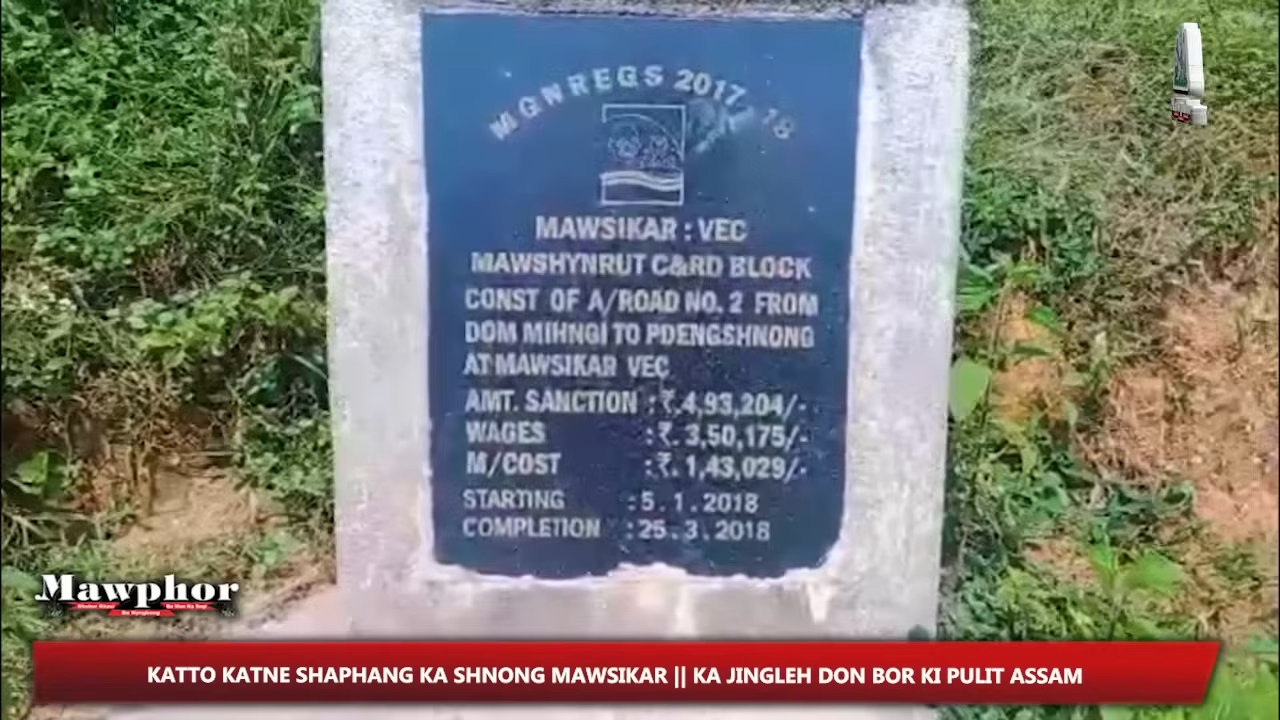 MGNREGS 2017-18
MAWSIKAR : VEC
MAWSHYNRUT C&RD BLOCK
CONST OF A/ROAD NO. 2 FROM
DOM MIHNGI TO PDENGSHNONG
AT MAWSIKAR VEC
AMT. SANCTION :₹.4,93,204/-
WAGES :₹. 3,50,175/-
M/COST :₹. 1,43,029/-
STARTING : 5 . 1 . 2018
COMPLETION : 25 . 3 . 2018
Mawphor
KATTO KATNE SHAPHANG KA SHNONG MAWSIKAR || KA JINGLEH DON BOR KI PULIT ASSAM